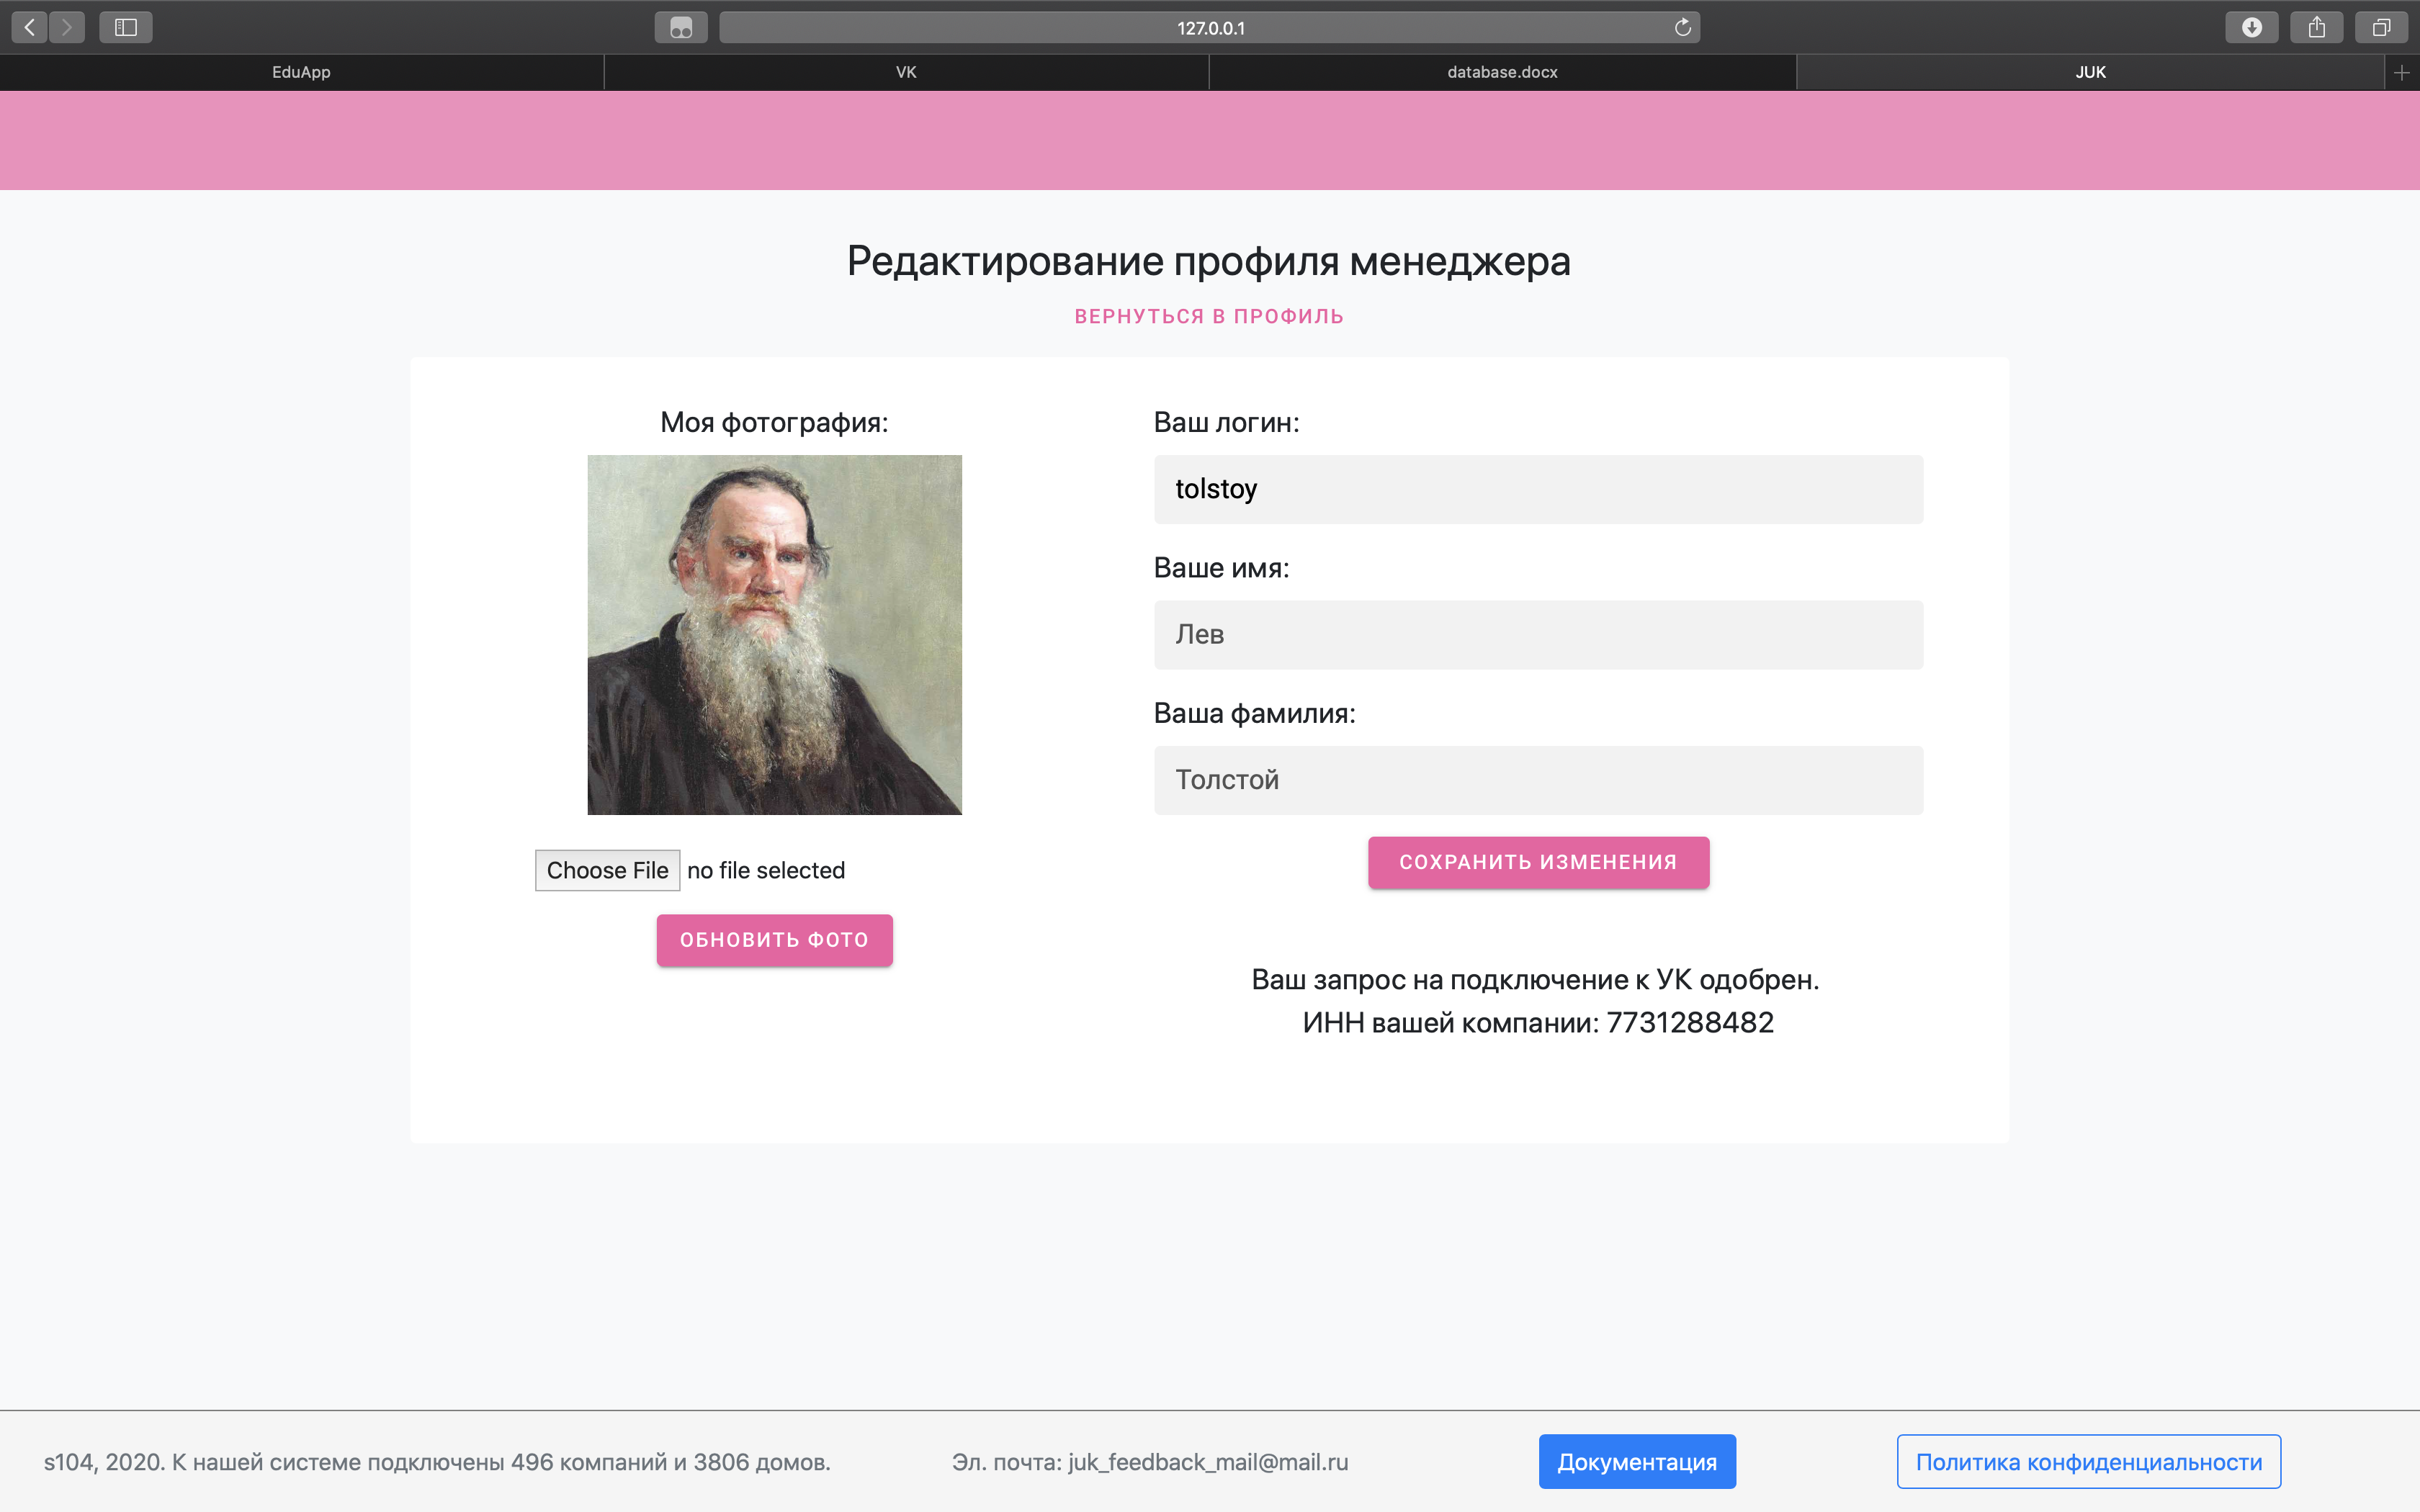 127.0.0.1
EduApp
VK
database.docx
JUK
Редактирование профиля менеджера
ВЕРНУТЬСЯ В ПРОФИЛЬ
Моя фотография:
Choose File no file selected
ОБНОВИТЬ ФОТО
Ваш логин:
tolstoy
Ваше имя:
Лев
Ваша фамилия:
Толстой
СОХРАНИТЬ ИЗМЕНЕНИЯ
Ваш запрос на подключение к УК одобрен.
ИНН вашей компании: 7731288482
s104, 2020. К нашей системе подключены 496 компаний и 3806 домов.
Эл. почта: juk_feedback_mail@mail.ru
Документация
Политика конфиденциальности